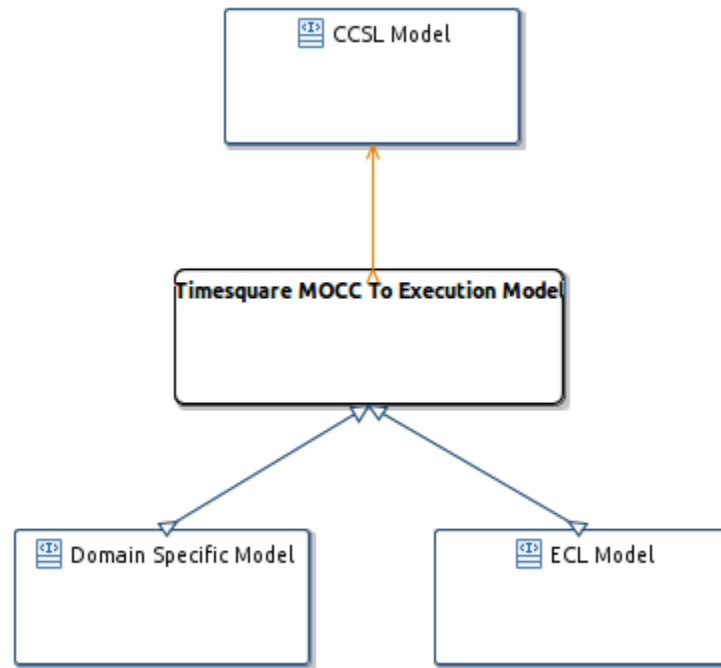 CCSL Model
Timesquare MOCC To Execution Model
Domain Specific Model
ECL Model